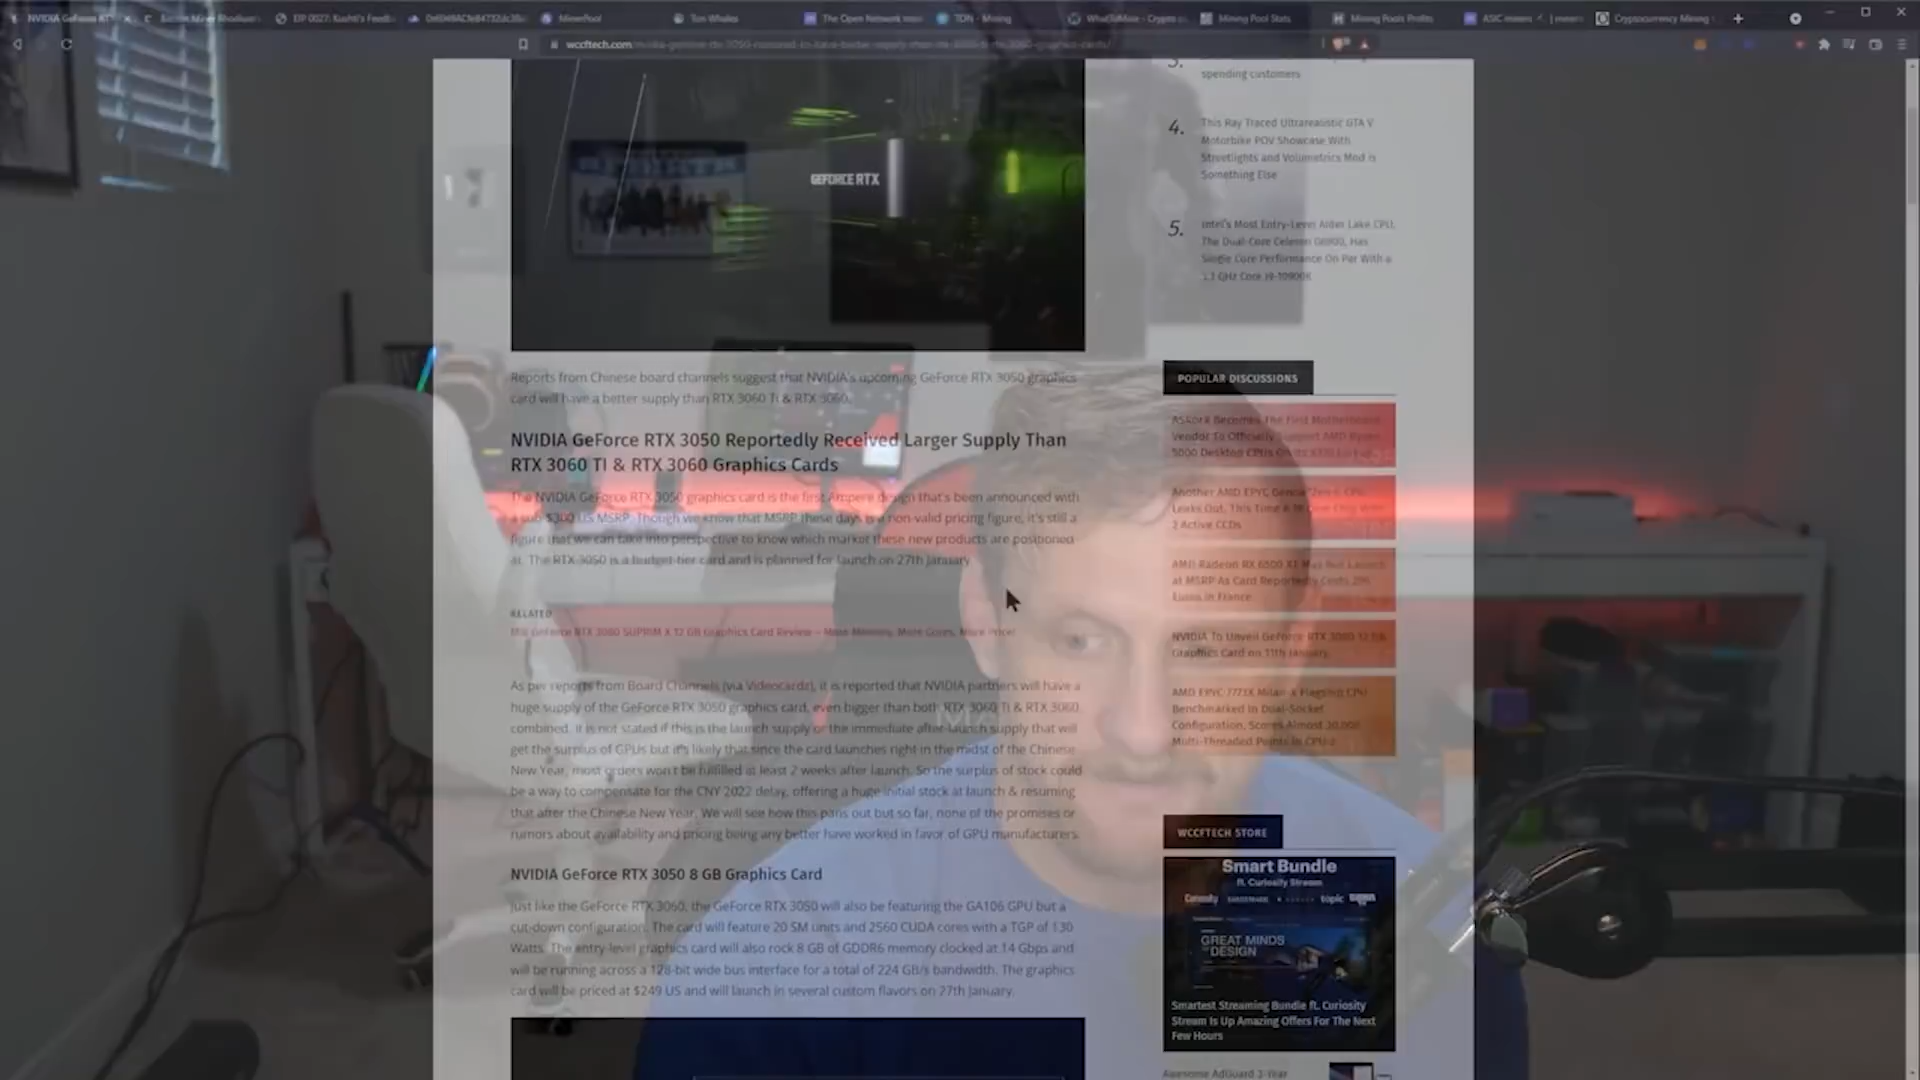 NVIDIA GeForce RT
EIP 0027: Kushti's Feedb
MinerPool
Ton Whales
The Open Network
TON - Mining
WhatToMine - Crypto
Mining Pool Stats
Mining Pools Profits
ASIC miners
Cryptocurrency Mining
wccftech.com
GEFORCE RTX
Reports from Chinese board channels suggest that NVIDIA's upcoming GeForce RTX 3050 graphics
card will have a better supply than RTX 3060 Ti & RTX 3060.
NVIDIA GeForce RTX 3050 Reportedly Received Larger Supply Than
RTX 3060 TI & RTX 3060 Graphics Cards
The NVIDIA GeForce RTX 3050 graphics card is the first Ampere design that's been announced with
a sub-$300 US MSRP. Though we know that MSRP these days is a non-valid pricing figure, it's still a
figure that we can take into perspective to know which market these new products are positioned
at. The RTX 3050 is a budget-tier card and is planned for launch on 27th January.
RELATED
MSI GeForce RTX 3080 SUPRIM X 12 GB Graphics Card Review – More Memory, More Cores, More Price!
As per reports from Board Channels (via Videocardz), it is reported that NVIDIA partners will have a
huge supply of the GeForce RTX 3050 graphics card, even bigger than both RTX 3060 Ti & RTX 3060
combined. It is not stated if this is the launch supply or the immediate after-launch supply that will
get the surplus of GPUs but it's likely that since the card launches right in the midst of the Chinese
New Year, most orders won't be fulfilled at least 2 weeks after launch. So the surplus of stock could
be a way to compensate for the CNY 2022 delay, offering a huge initial stock at launch & resuming
that after the Chinese New Year. We will see how this pans out but so far, none of the promises or
rumors about availability and pricing being any better have worked in favor of GPU manufacturers.
NVIDIA GeForce RTX 3050 8 GB Graphics Card
Just like the GeForce RTX 3060, the GeForce RTX 3050 will also be featuring the GA106 GPU but a
cut-down configuration. The card will feature 20 SM units and 2560 CUDA cores with a TGP of 130
Watts. The entry-level graphics card will also rock 8 GB of GDDR6 memory clocked at 14 Gbps and
will be running across a 128-bit wide bus interface for a total of 224 GB/s bandwidth. The graphics
card will be priced at $249 US and will launch in several custom flavors on 27th January.
3.
spending customers
4.
This Ray Traced Ultrarealistic GTA V
Motorbike POV Showcase With
Streetlights and Volumetrics Mod is
Something Else
5.
Intel's Most Entry-Level Alder Lake CPU,
The Dual-Core Celeron G6900, Has
Single Core Performance On Par With a
5.3 GHz Core i9-10900K
POPULAR DISCUSSIONS
ASRock Becomes The First Motherboard
Vendor To Officially Support AMD Ryzen
5000 Desktop CPUs On
Another AMD EPYC Genoa 'Zen 4' CPU
Leaks Out, This Time A 16 Core Chip With
2 Active CCDs
AMD Radeon RX 6500 XT May Not Launch
at MSRP As Card Reportedly Costs 299
Euros in France
NVIDIA To Unveil GeForce RTX 3080 12 GB
Graphics Card on 11th January
AMD EPYC 7773X Milan-X Flagship CPU
Benchmarked In Dual-Socket
Configuration, Scores Almost 30,000
Multi-Threaded Points in CPU-z
WCCFTECH STORE
Smart Bundle
ft. Curiosity Stream
Curiosity
topic
GREAT MINDS
DESIGN
Smartest Streaming Bundle ft. Curiosity
Stream Is Up Amazing Offers For The Next
Few Hours
Awesome AdGuard 3-Year